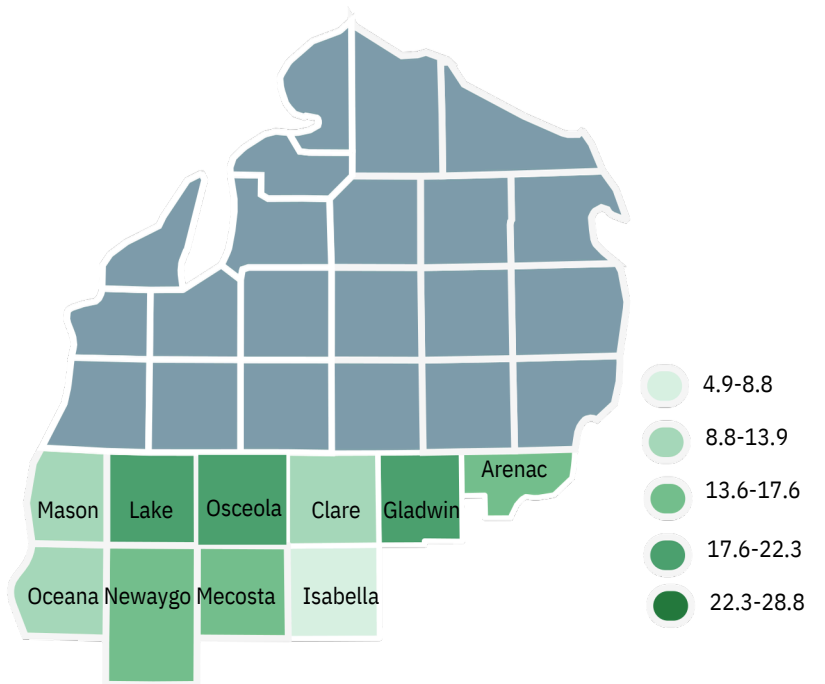 4.9-8.8
8.8-13.9
13.6-17.6
17.6-22.3
22.3-28.8
Arenac
Mason Lake Osceola Clare Gladwin
Oceana Newaygo Mecosta Isabella